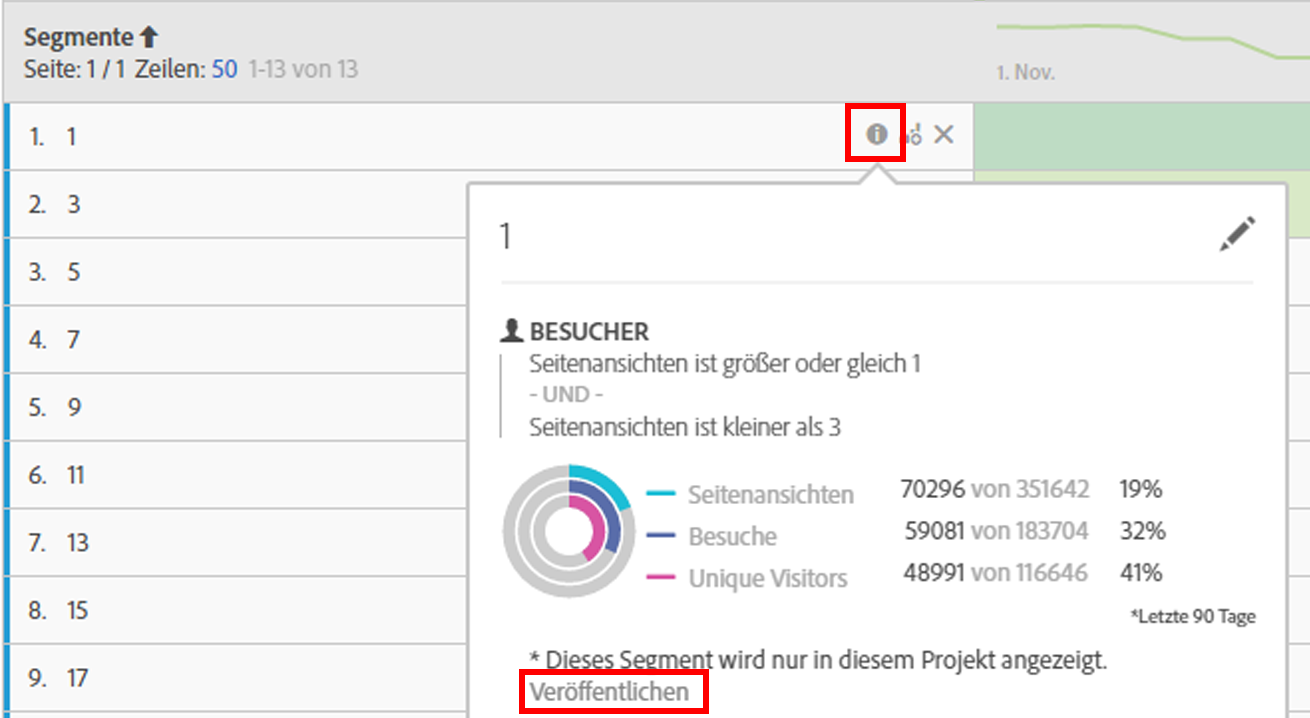 Segmente
Seite: 1 / 1 Zeilen: 50 1-13 von 13
1. Nov.
1. 1
2. 3
3. 5
4. 7
5. 9
6. 11
7. 13
8. 15
9. 17
1
BESUCHER
Seitenansichten ist größer oder gleich 1
- UND -
Seitenansichten ist kleiner als 3
Seitenansichten 70296 von 351642 19%
Besuche 59081 von 183704 32%
Unique Visitors 48991 von 116646 41%
*Letzte 90 Tage
* Dieses Segment wird nur in diesem Projekt angezeigt.
Veröffentlichen